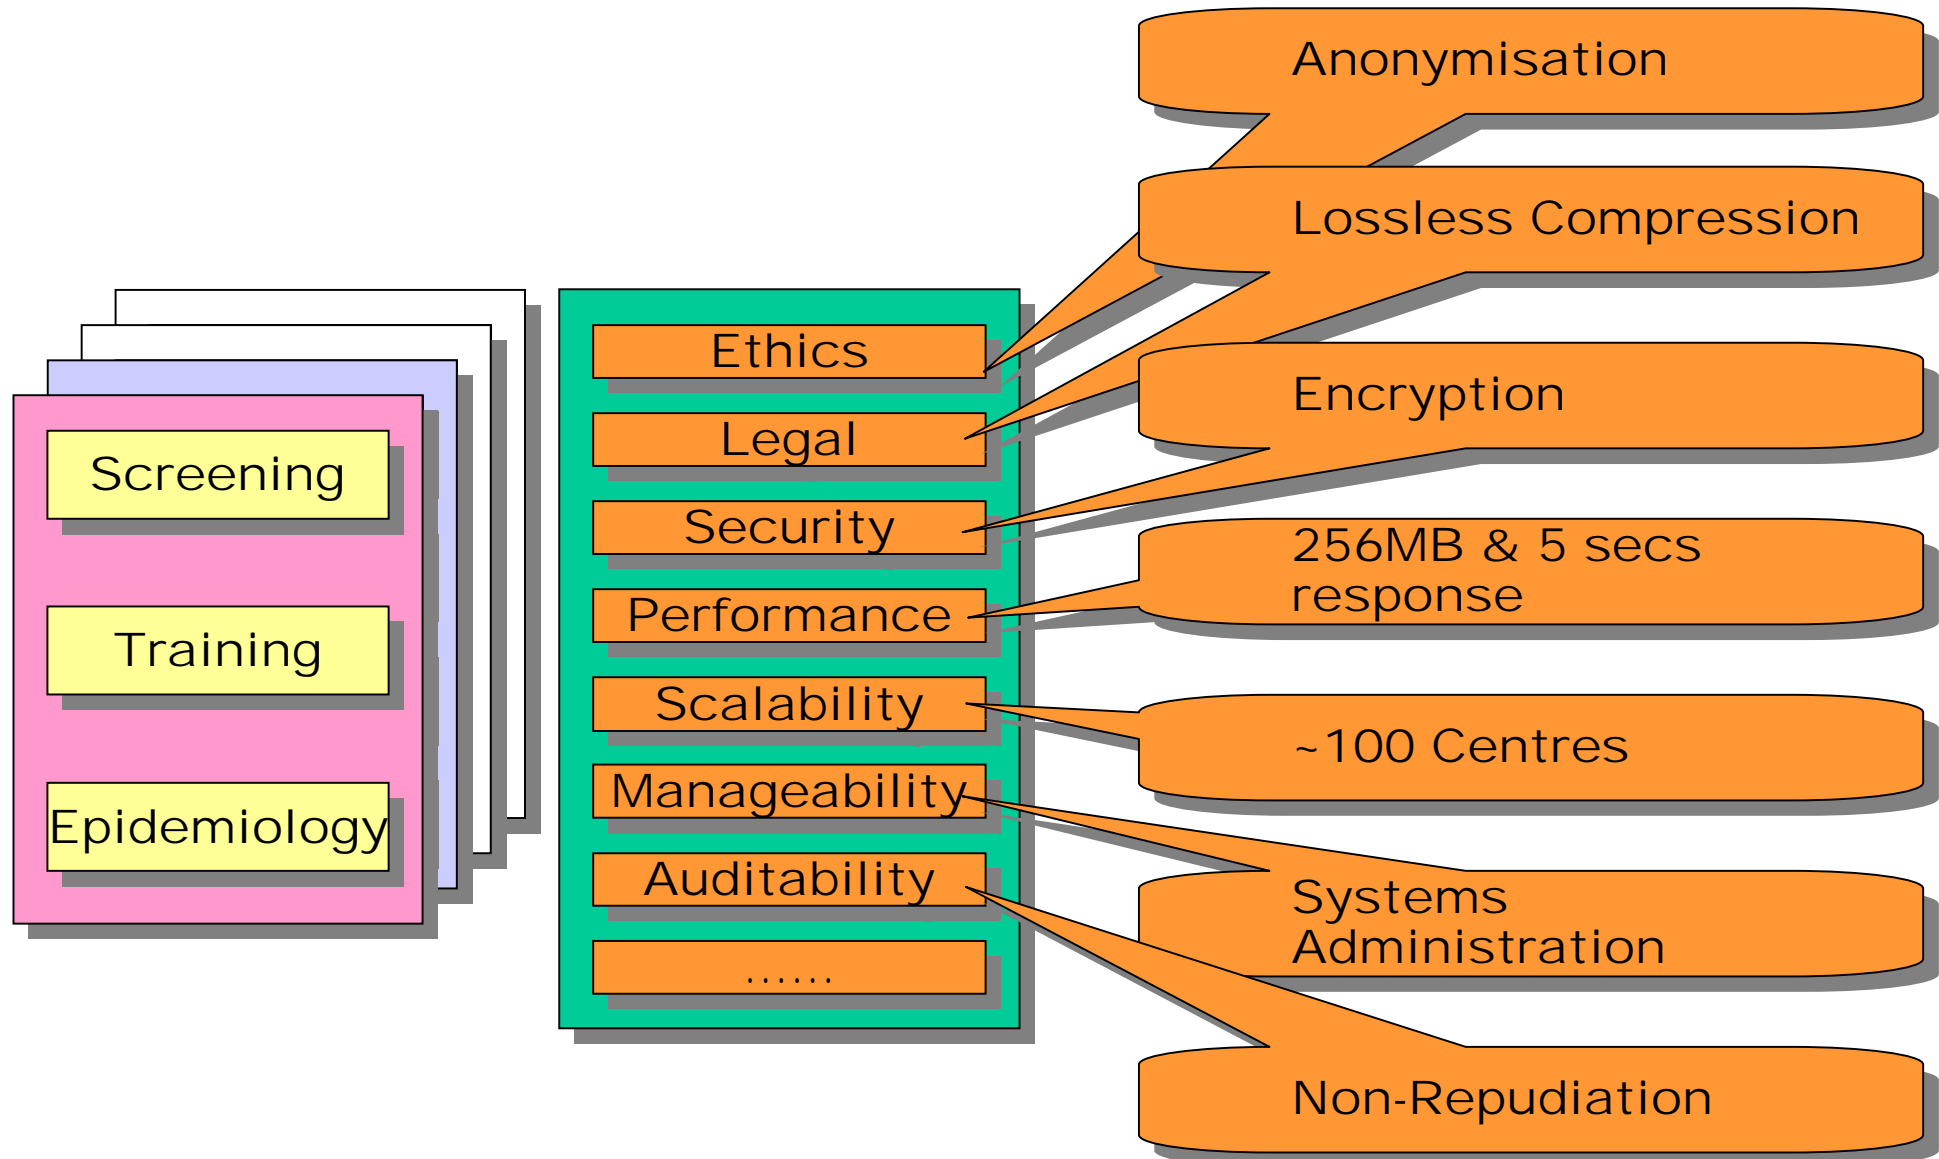 Screening
Training
Epidemiology
Ethics
Legal
Security
Performance
Scalability
Manageability
Auditability
......
Anonymisation
Lossless Compression
Encryption
256MB & 5 secs
response
~100 Centres
Systems
Administration
Non-Repudiation